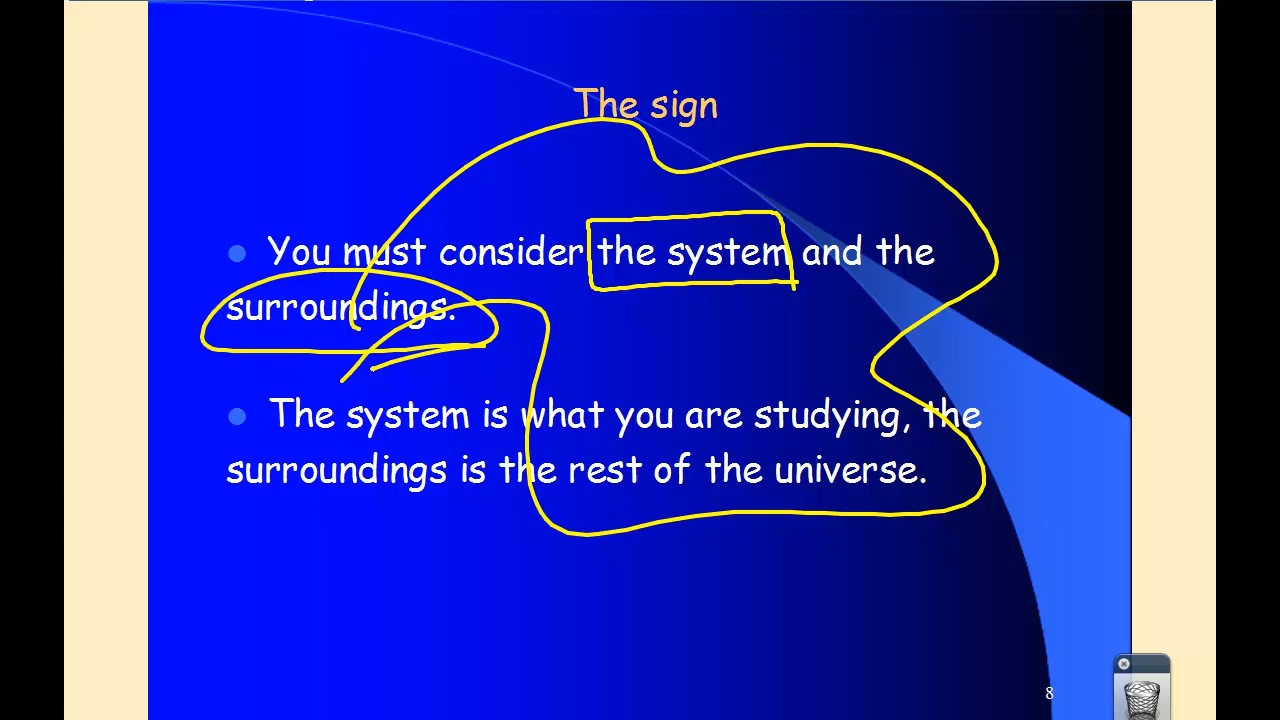 The sign
You must consider the system and the
surroundings.
The system is what you are studying, the
surroundings is the rest of the universe.
8